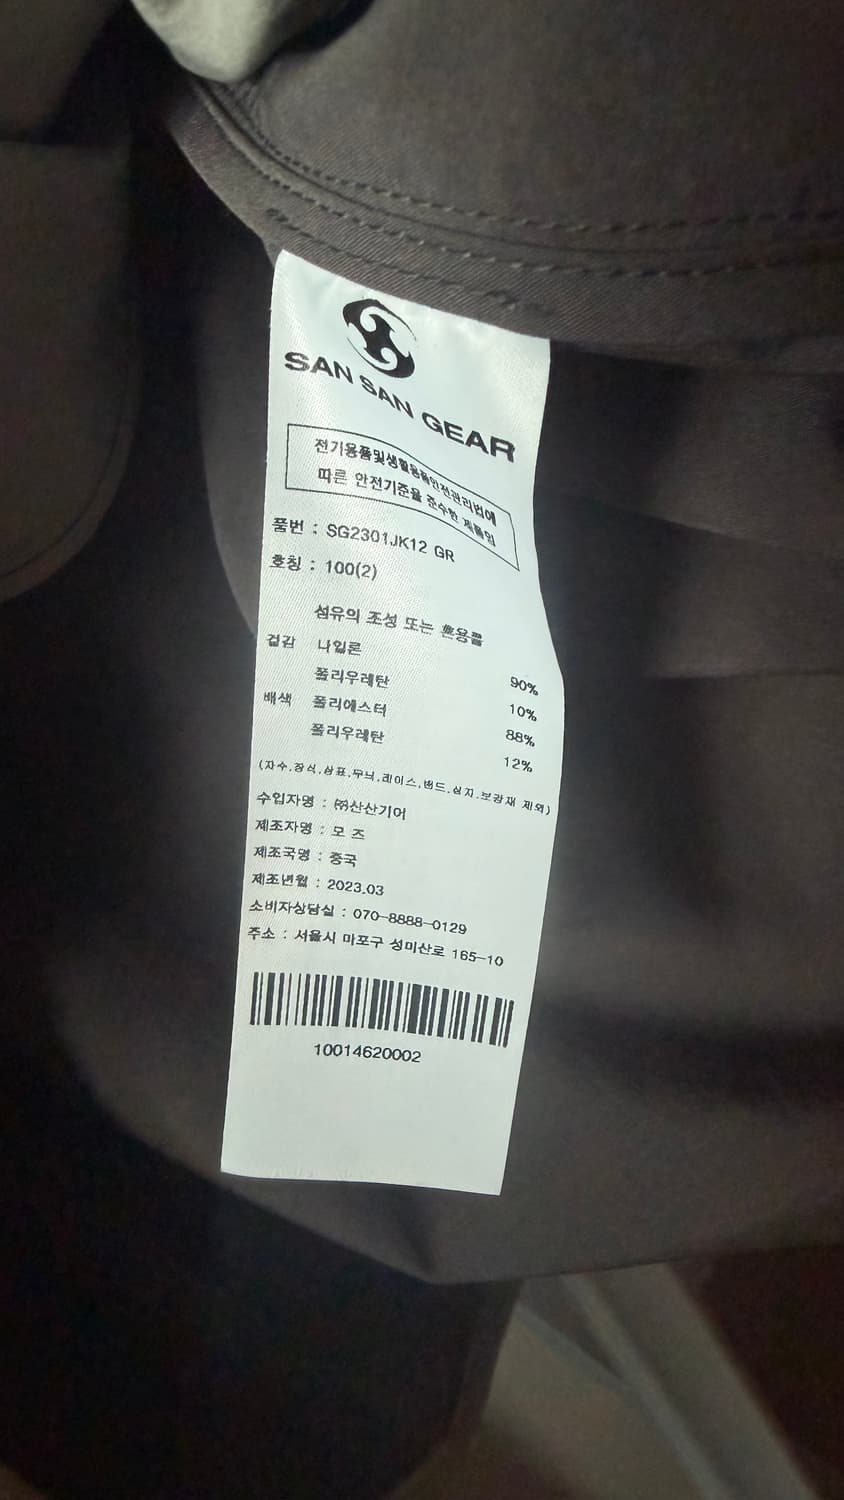 SAN SAN GEAR
전기용품및생활용품안전관리법에
따른 안전기준을 준수한 제품임
품번 : SG2301JK12 GR
호칭 : 100(2)
섬유의 조성 또는 혼용률
겉감 나일론 90%
폴리우레탄 10%
배색 폴리에스터 88%
폴리우레탄 12%
(자수,장식,상표,무늬,레이스,밴드,심지,보강재 제외)
수입자명 : ㈜산산기어
제조자명 : 모 즈
제조국명 : 중국
제조년월 : 2023.03
소비자상담실 : 070-8888-0129
주소 : 서울시 마포구 성미산로 165-10
10014620002